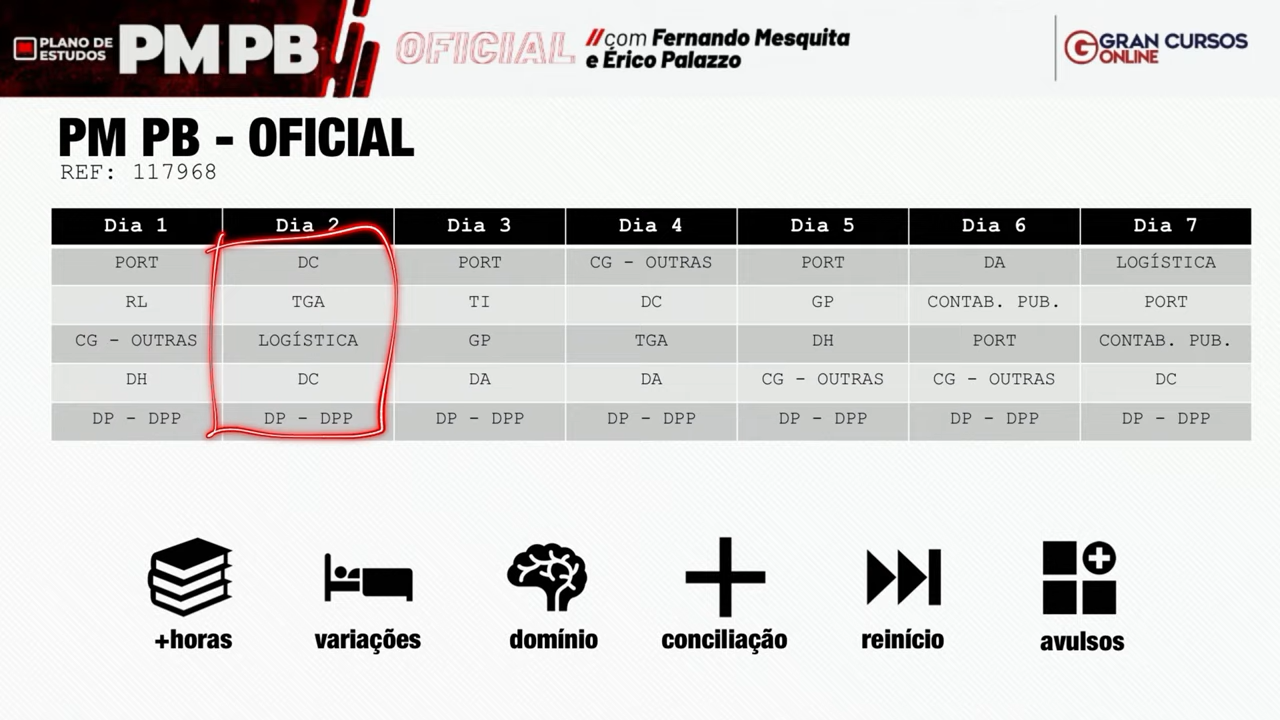 PLANO DE
ESTUDOS
PM PB
OFICIAL
//com Fernando Mesquita
e Érico Palazzo
GRAN CURSOS
ONLINE
PM PB - OFICIAL
REF: 117968
Dia 1 Dia 2 Dia 3 Dia 4 Dia 5 Dia 6 Dia 7
PORT DC PORT CG - OUTRAS PORT DA LOGÍSTICA
RL TGA TI DC GP CONTAB. PUB. PORT
CG - OUTRAS LOGÍSTICA GP TGA DH PORT CONTAB. PUB.
DH DC DA DA CG - OUTRAS CG - OUTRAS DC
DP - DPP DP - DPP DP - DPP DP - DPP DP - DPP DP - DPP DP - DPP
+horas variações domínio conciliação reinício avulsos